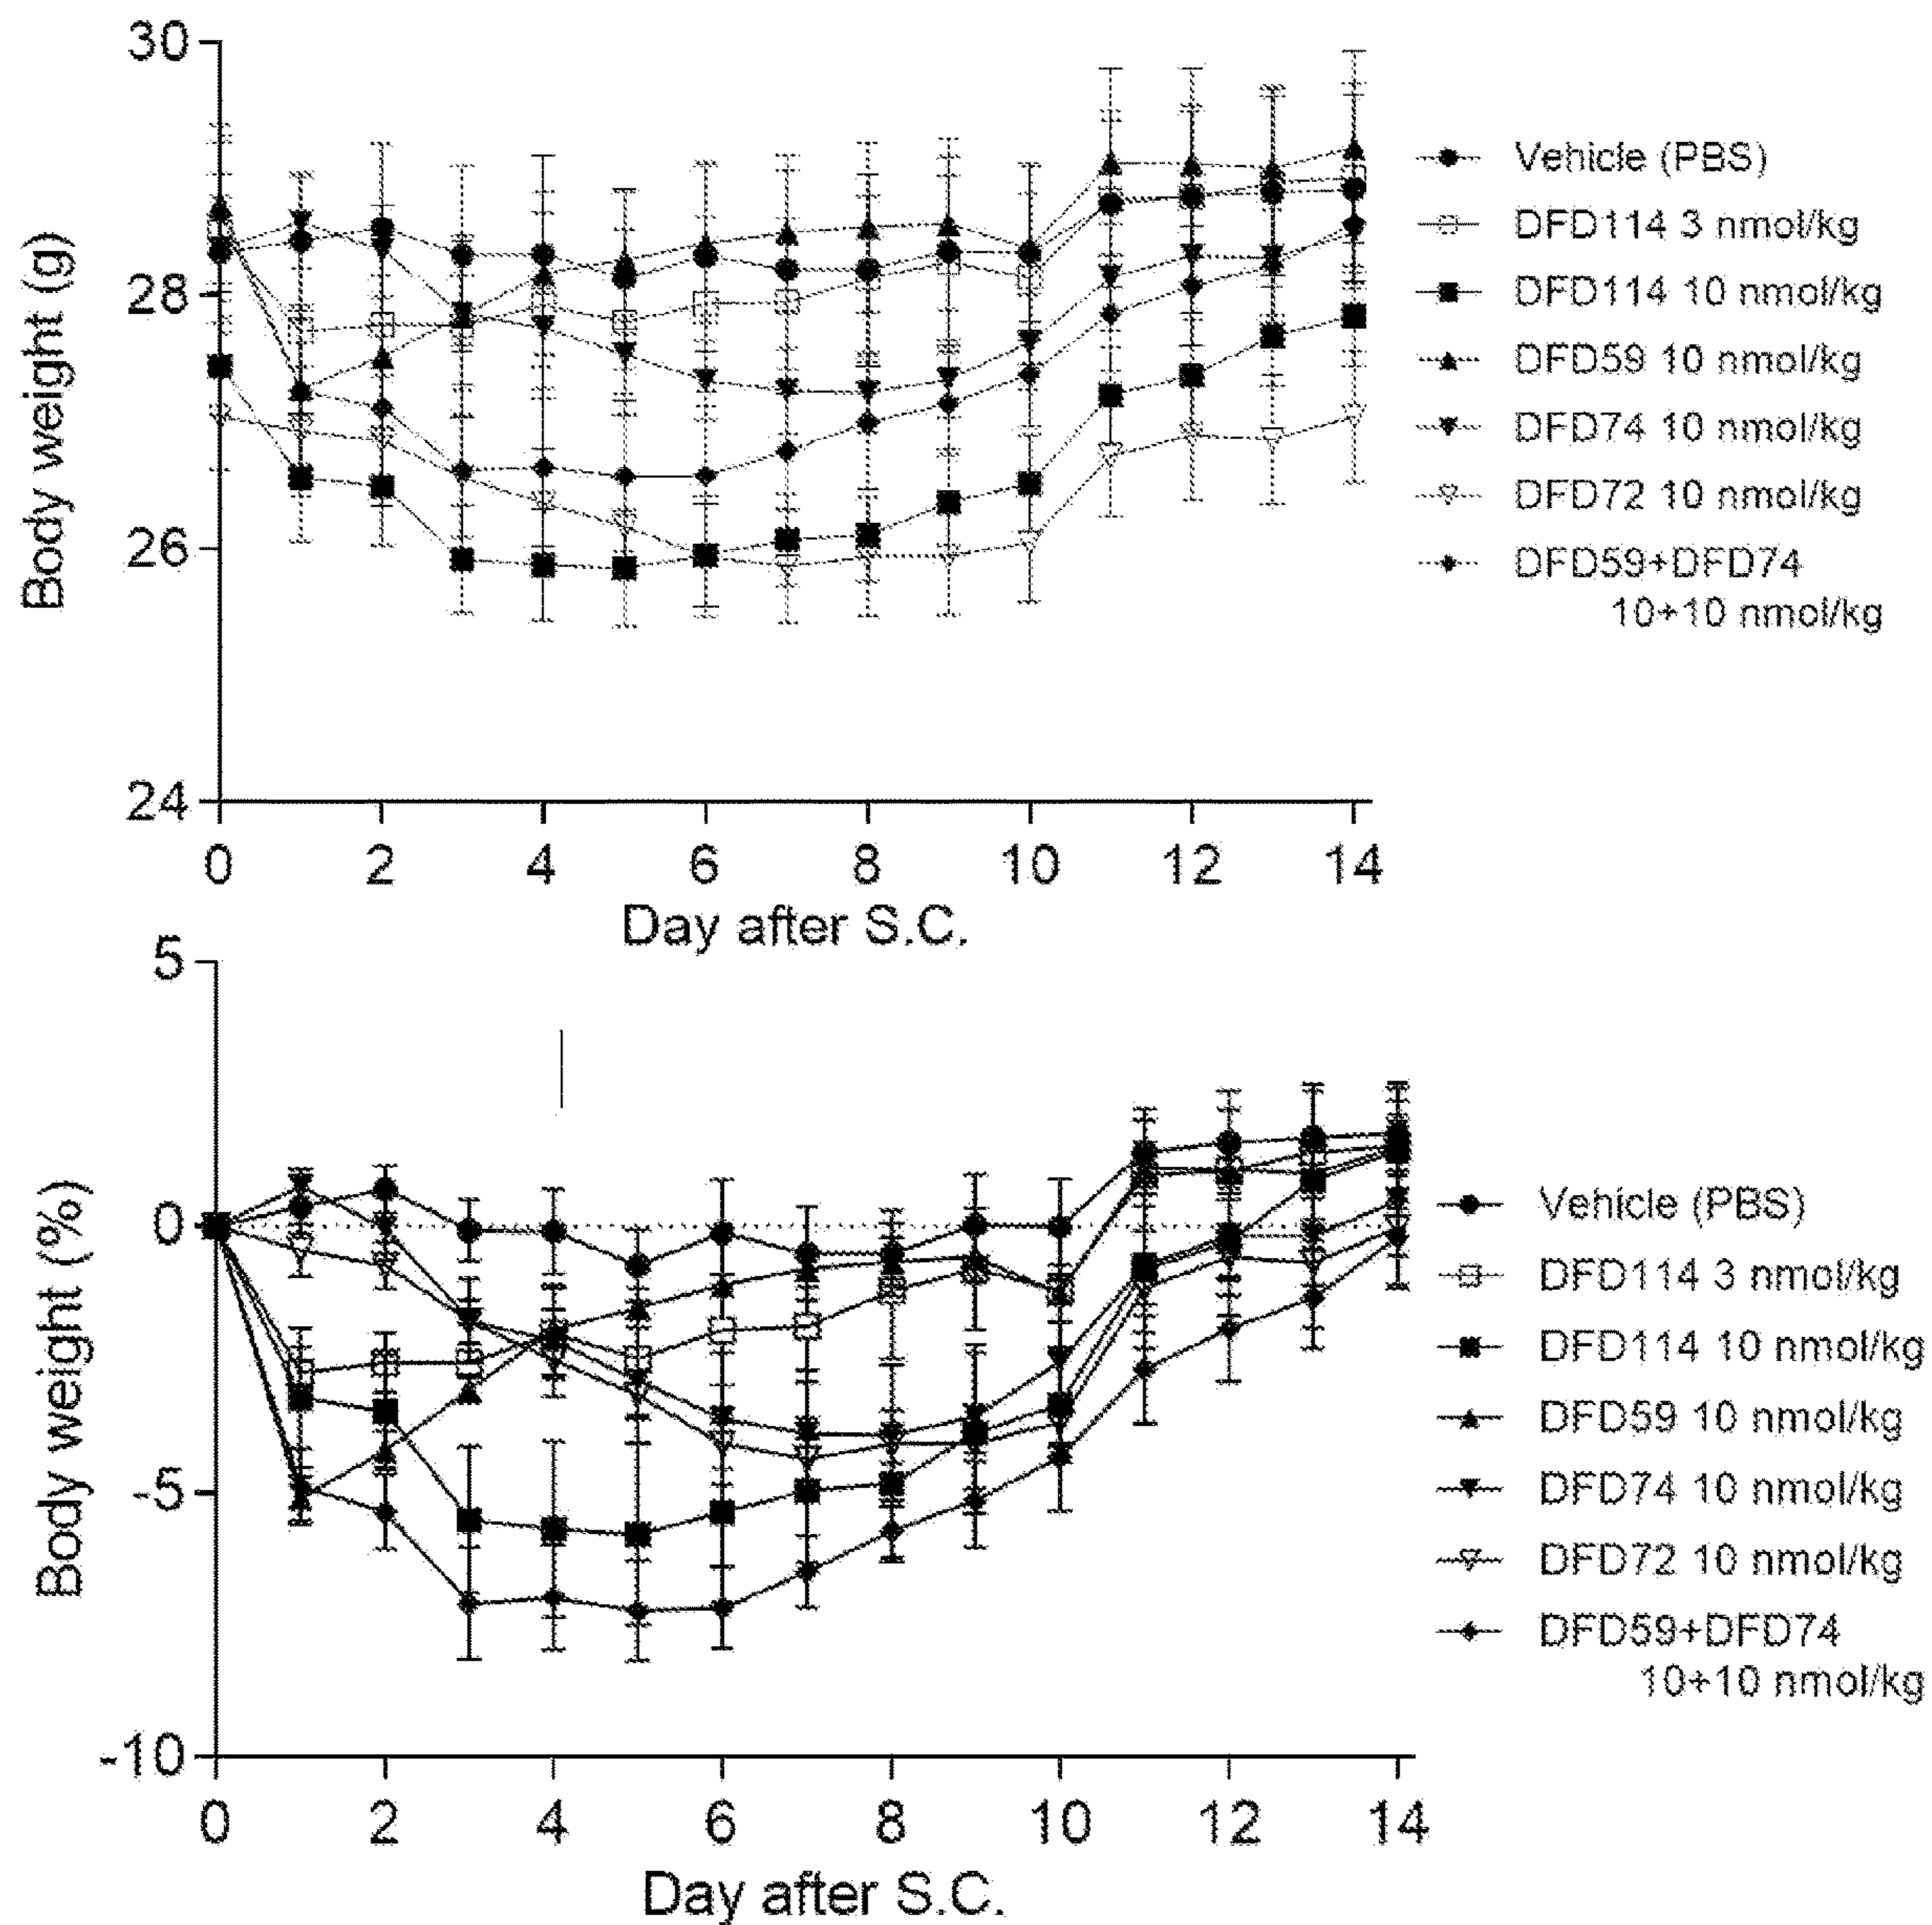 30
28
26
24
Body weight (g)
0 2 4 6 8 10 12 14
Day after S.C.
Vehicle (PBS)
DFD114 3 nmol/kg
DFD114 10 nmol/kg
DFD59 10 nmol/kg
DFD74 10 nmol/kg
DFD72 10 nmol/kg
DFD59+DFD74
10+10 nmol/kg
5
0
-5
-10
Body weight (%)
0 2 4 6 8 10 12 14
Day after S.C.
Vehicle (PBS)
DFD114 3 nmol/kg
DFD114 10 nmol/kg
DFD59 10 nmol/kg
DFD74 10 nmol/kg
DFD72 10 nmol/kg
DFD59+DFD74
10+10 nmol/kg